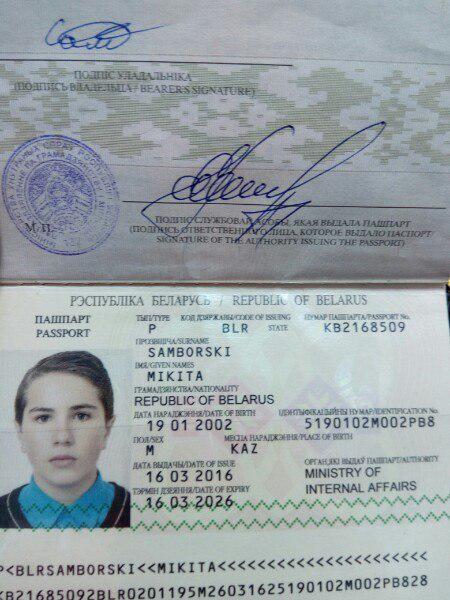 ПОДПІС УЛАДАЛЬНІКА
(ПОДПИСЬ ВЛАДЕЛЬЦА / BEARER'S SIGNATURE)
М.П.
ПОДПІС СЛУЖБОВАЙ АСОБЫ, ЯКАЯ ВЫДАЛА ПАШПАРТ
(ПОДПИСЬ ОТВЕТСТВЕННОГО ЛИЦА, КОТОРОЕ ВЫДАЛО ПАСПОРТ
SIGNATURE OF THE AUTHORITY ISSUING THE PASSPORT)
РЭСПУБЛІКА БЕЛАРУСЬ / REPUBLIC OF BELARUS
ПАШПАРТ
PASSPORT
ТЫП/TYPE КОД ДЗЯРЖАВЫ/CODE OF ISSUING STATE НУМАР ПАШПАРТА/PASSPORT No.
P BLR KB2168509
ПРОЗВІШЧА/SURNAME
SAMBORSKI
ІМЯ/GIVEN NAMES
MIKITA
ГРАМАДЗЯНСТВА/NATIONALITY
REPUBLIC OF BELARUS
ДАТА НАРАДЖЭННЯ/DATE OF BIRTH ІДЭНТЫФІКАЦЫЙНЫ НУМАР/IDENTIFICATION No.
19 01 2002 5190102M002PB8
ПОЛ/SEX МЕСЦА НАРАДЖЭННЯ/PLACE OF BIRTH
M KAZ
ДАТА ВЫДАЧЫ/DATE OF ISSUE ОРГАН, ЯКІ ВЫДАЎ ПАШПАРТ/AUTHORITY
16 03 2016 MINISTRY OF
INTERNAL AFFAIRS
ТЭРМІН ДЗЕЯННЯ/DATE OF EXPIRY
16 03 2026
P<BLRSAMBORSKI<<MIKITA<<<<<<<<<<<<<<<<<<<<
KB21685092BLR0201195M26031625190102M002PB828